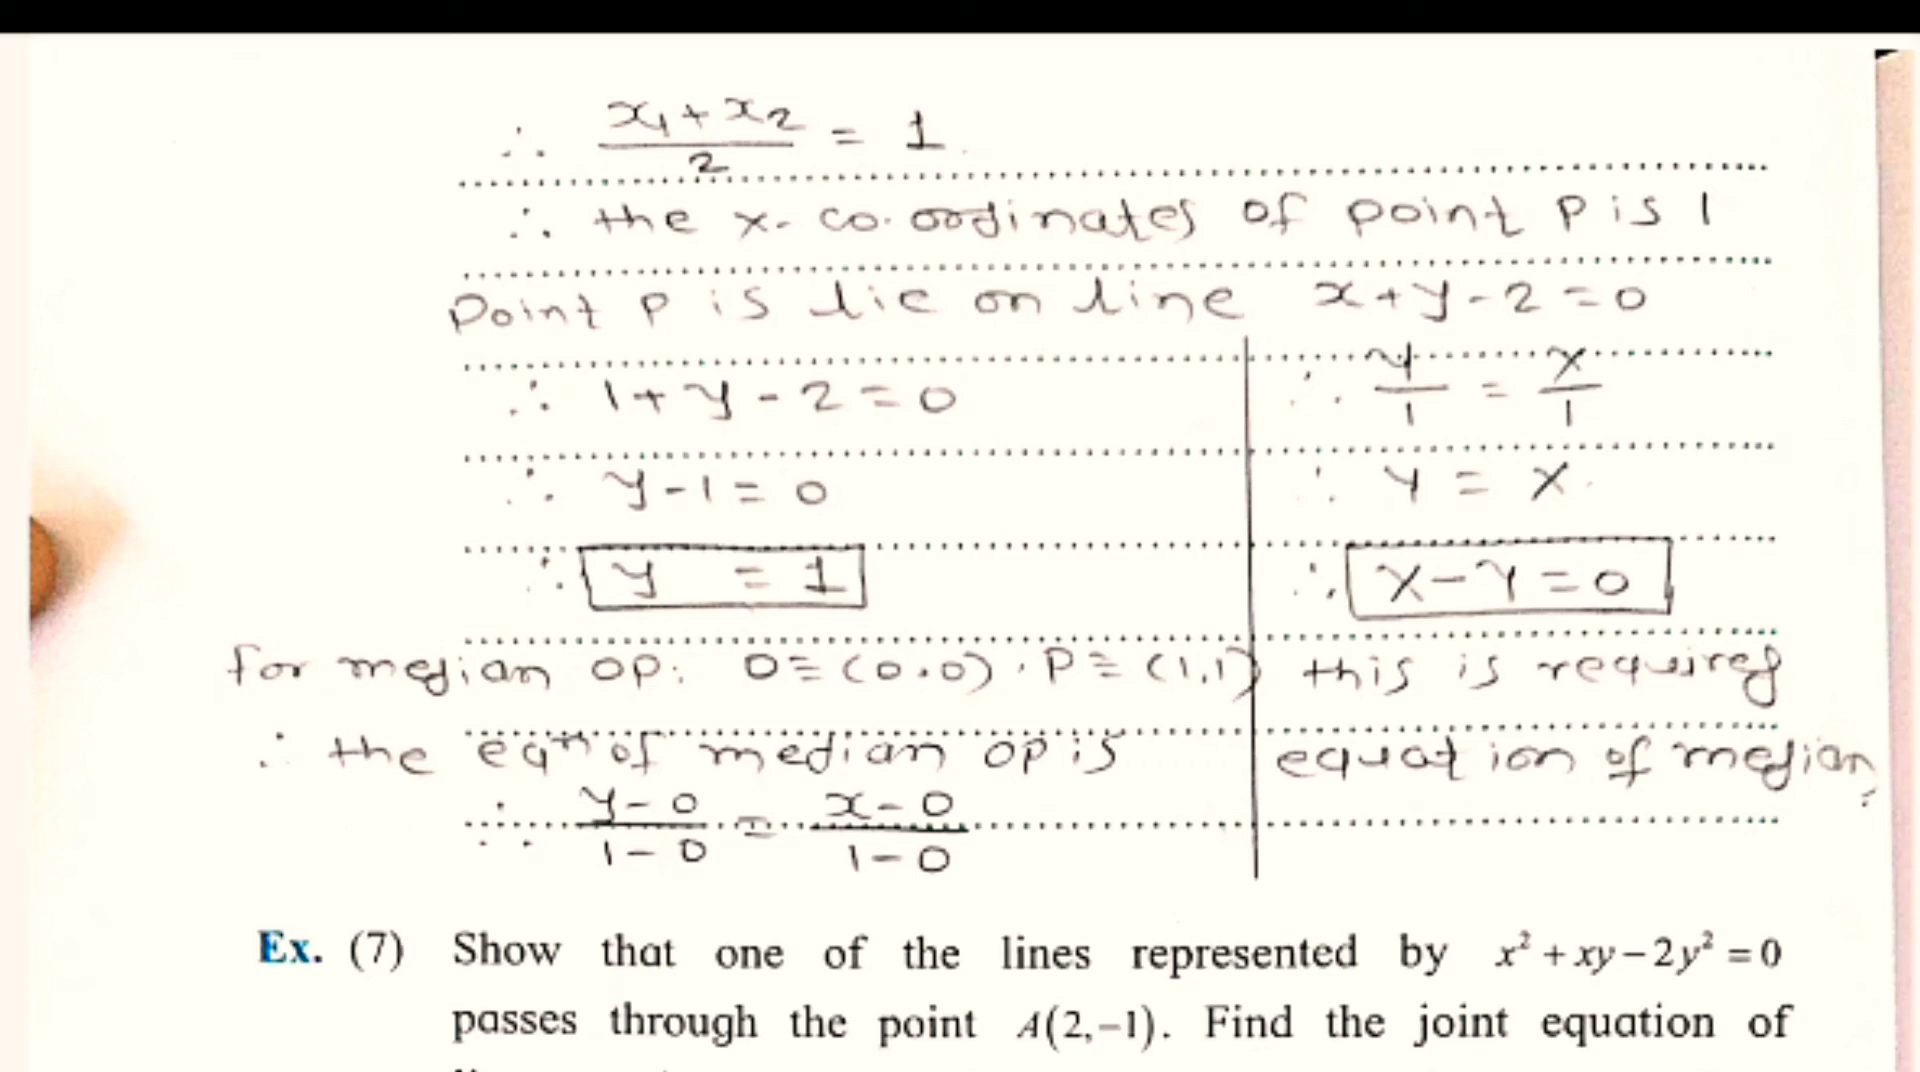 ∴ x₁+x₂/2 = 1
∴ the x-co-ordinates of point P is 1
Point P is lie on line x+y-2=0
∴ 1+y-2=0
∴ y-1=0
∴ y = 1
for median OP: O≡(0,0), P≡(1,1)
∴ the eqⁿ of median OP is
∴ y-0/1-0 = x-0/1-0
∴ y/1 = x/1
∴ y = x
∴ x-y=0
this is required
equation of median.
Ex. (7) Show that one of the lines represented by x²+xy−2y²=0
passes through the point A(2,−1). Find the joint equation of